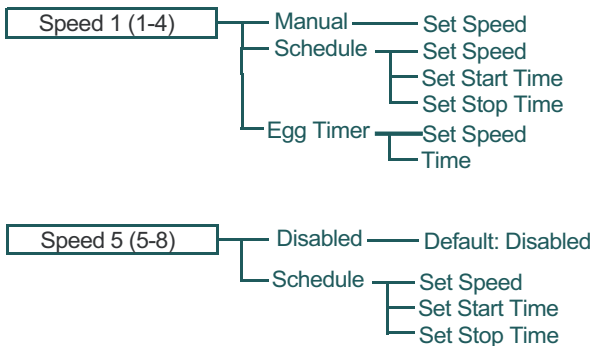 Speed 1 (1-4) Manual Set Speed
Schedule Set Speed
Set Start Time
Set Stop Time
Egg Timer Set Speed
Time
Speed 5 (5-8) Disabled Default: Disabled
Schedule Set Speed
Set Start Time
Set Stop Time